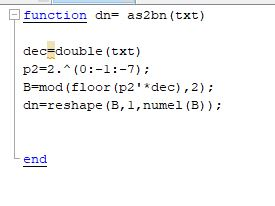 function dn= as2bn(txt)
dec=double(txt)
p2=2.^(0:-1:-7);
B=mod(floor(p2'*dec),2);
dn=reshape(B,1,numel(B));
end